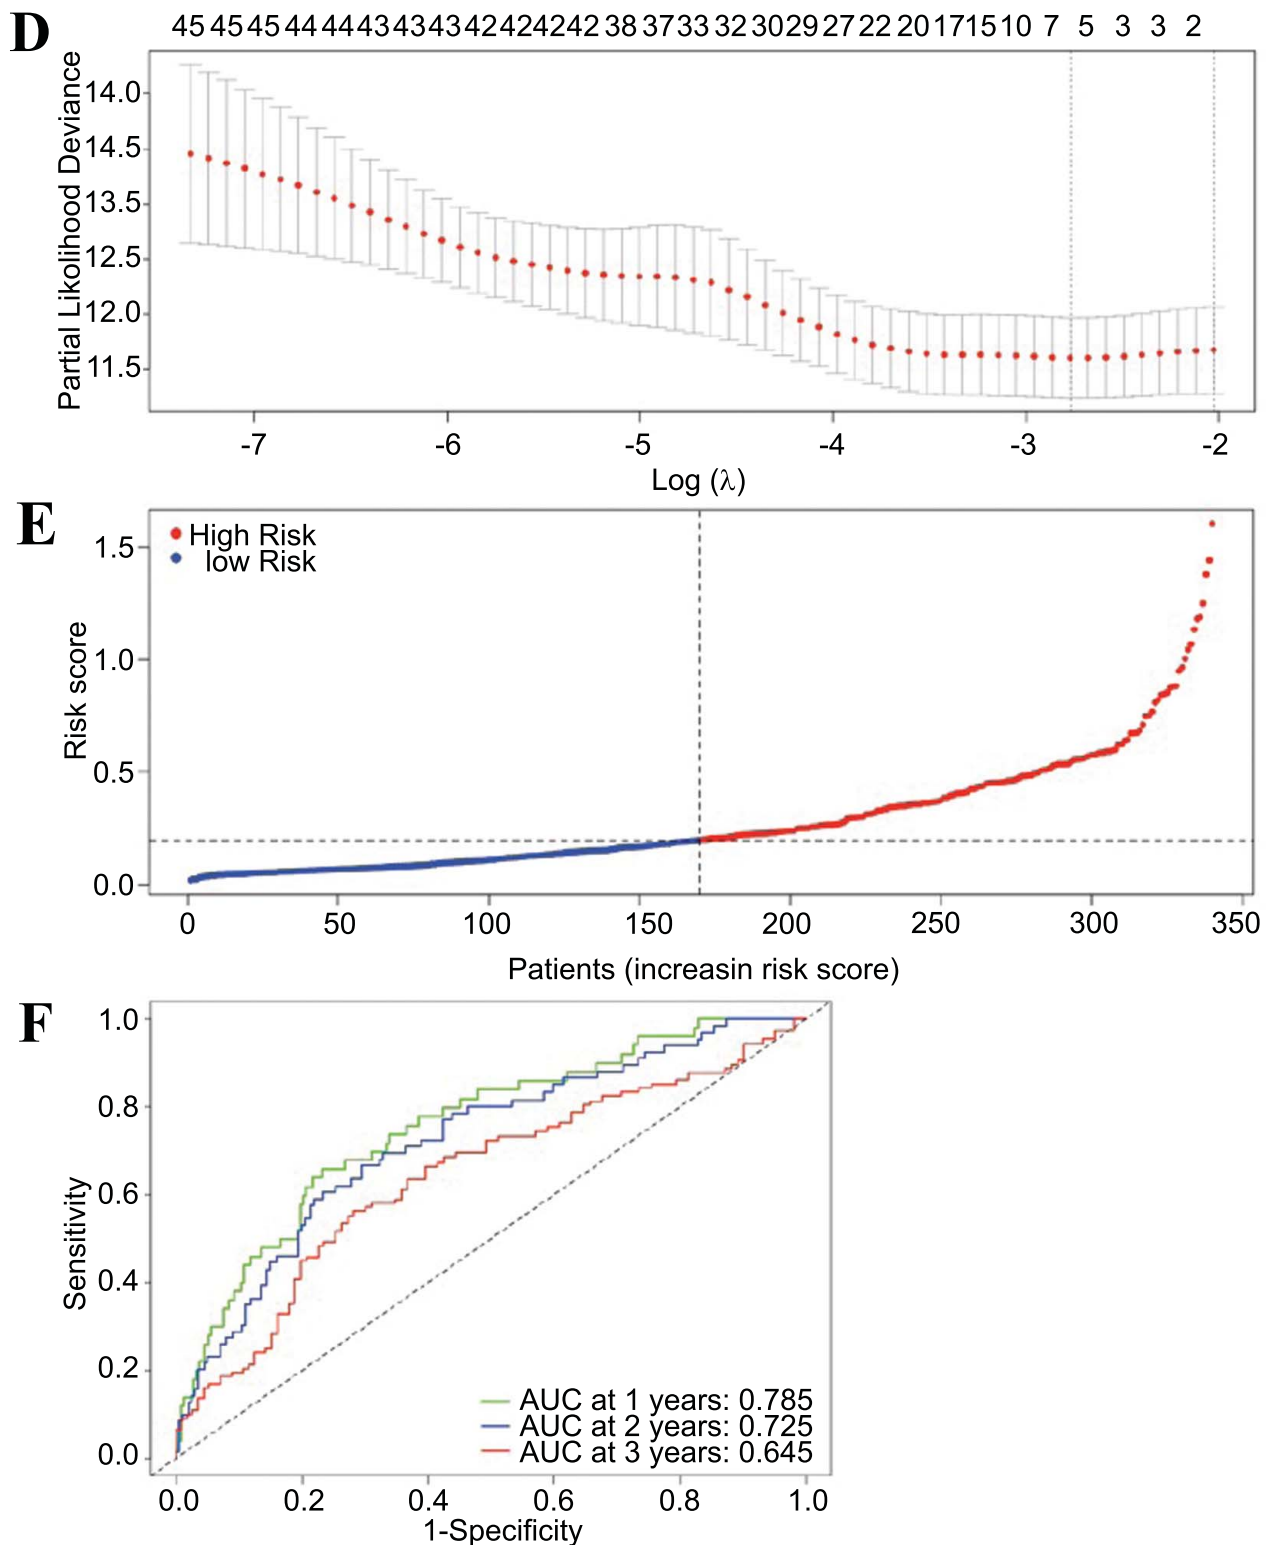 D
45 45 45 44 44 43 43 43 42 42 42 42 38 37 33 32 30 29 27 22 20 17 15 10 7 5 3 3 2
Partial Likolihood Deviance
14.0
14.5
13.5
12.5
12.0
11.5
-7 -6 -5 -4 -3 -2
Log (λ)
E
High Risk
low Risk
Risk score
1.5
1.0
0.5
0.0
0 50 100 150 200 250 300 350
Patients (increasin risk score)
F
Sensitivity
1.0
0.8
0.6
0.4
0.2
0.0
AUC at 1 years: 0.785
AUC at 2 years: 0.725
AUC at 3 years: 0.645
0.0 0.2 0.4 0.6 0.8 1.0
1-Specificity